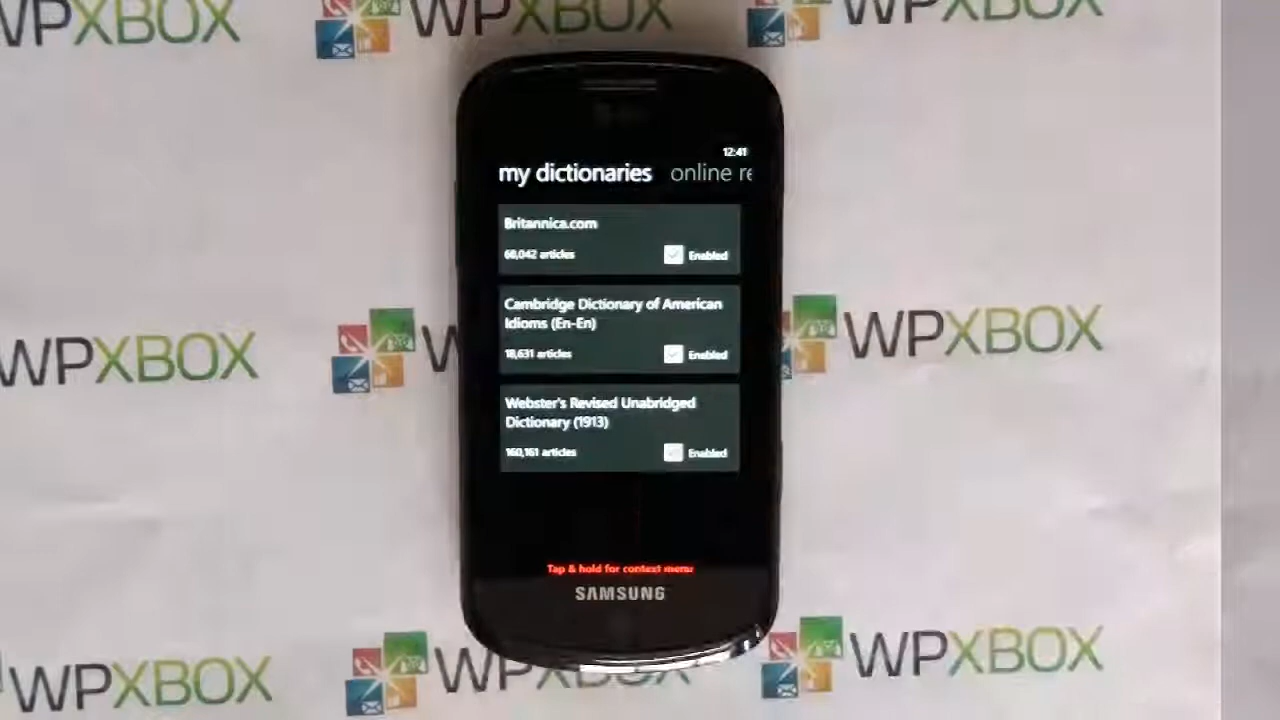 WPXBOX
WPXBOX
WPXBOX
12:41
my dictionaries online re
Britannica.com
60,042 articles
Enabled
Cambridge Dictionary of American
Idioms (En-En)
18,631 articles
Enabled
Webster's Revised Unabridged
Dictionary (1913)
160,161 articles
Enabled
Tap & hold for context menu
SAMSUNG
WPXBOX
W
WPXBOX
WPXBOX
WPXBOX
WPXBOX